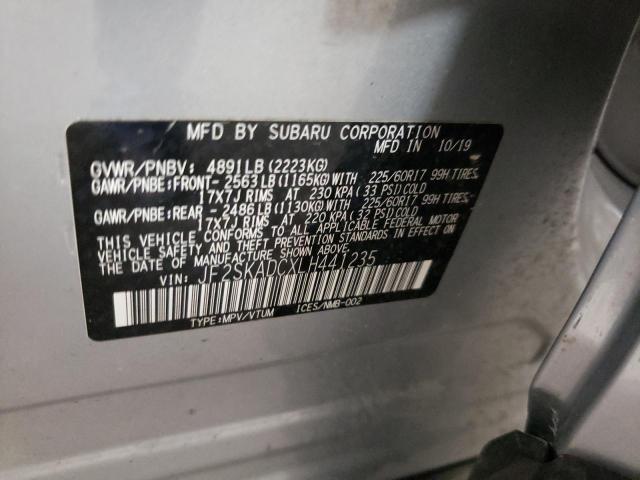 MFD BY SUBARU CORPORATION
MFD IN 10/19
GVWR/PNBV: 4891LB(2223KG)
GAWR/PNBE:FRONT-2563LB(1165KG)WITH 225/60R17 99H TIRES,
17X7J RIMS AT 230 KPA(33 PSI)COLD
GAWR/PNBE:REAR -2486LB(1130KG)WITH 225/60R17 99H TIRES,
17X7J RIMS AT 220 KPA(32 PSI)COLD
THIS VEHICLE CONFORMS TO ALL APPLICABLE FEDERAL MOTOR
VEHICLE SAFETY, BUMPER, AND THEFT PREVENTION STANDARDS IN
EFFECT ON THE DATE OF MANUFACTURE SHOWN ABOVE.
VIN: JF2SKADCXLH441235
TYPE:MPV/VTUM ICES/NMB-002